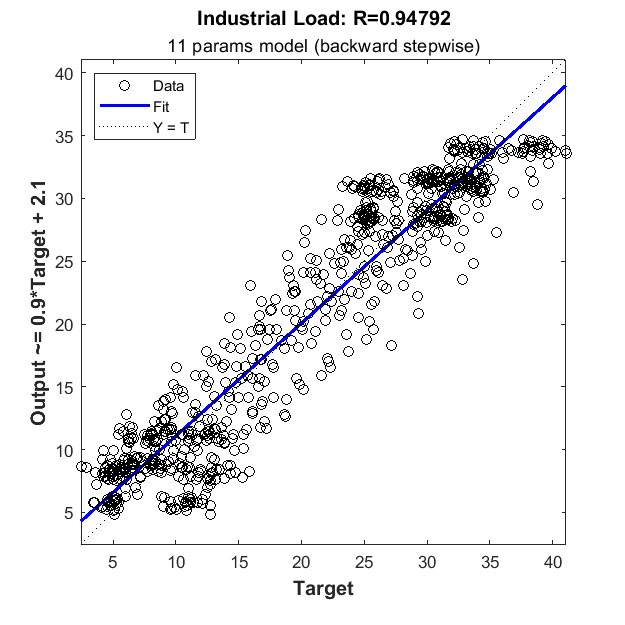 Industrial Load: R=0.94792
11 params model (backward stepwise)
Data
Fit
Y = T
Output ~= 0.9*Target + 2.1
40
35
30
25
20
15
10
5
5 10 15 20 25 30 35 40
Target